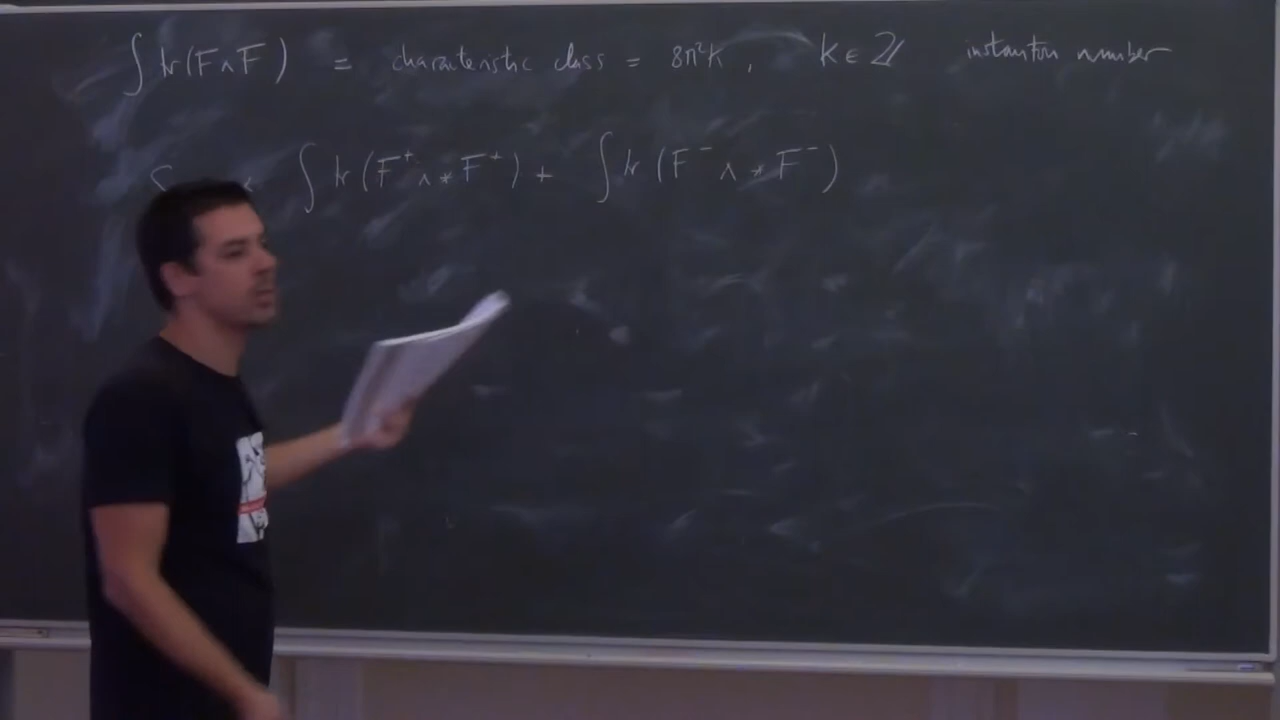 ∫ tr(F∧F) = characteristic class = 8π²k, k ∈ ℤ instanton number
S ∝ ∫ tr(F⁺∧*F⁺) + ∫ tr(F⁻∧*F⁻)